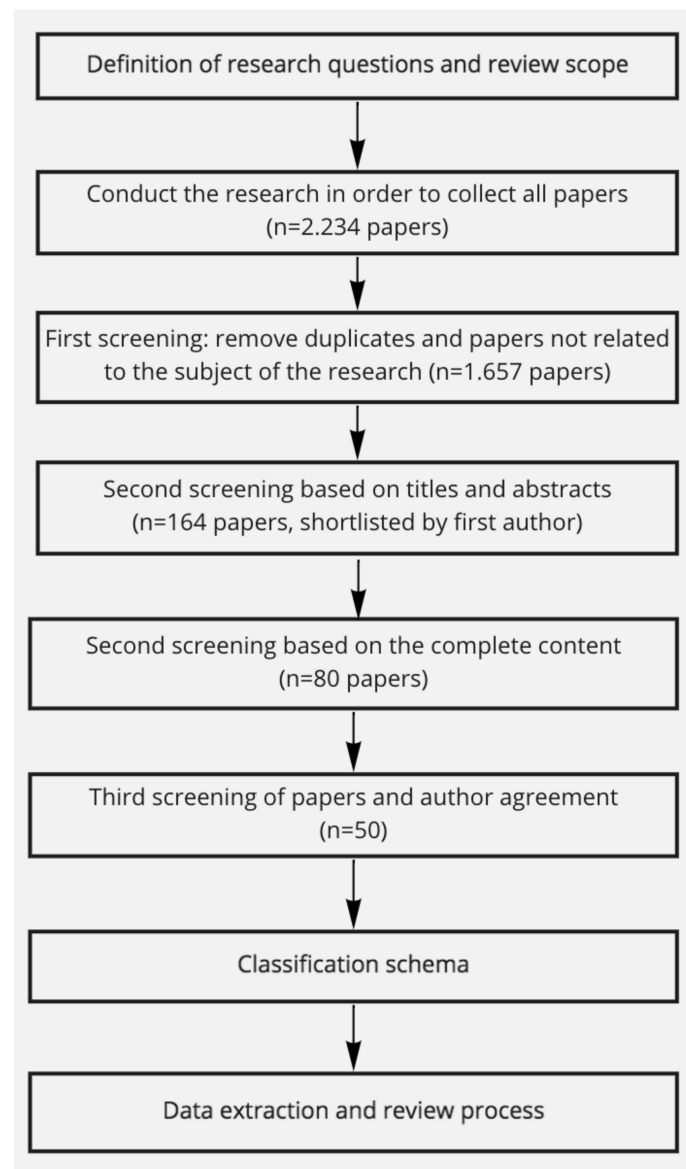 Definition of research questions and review scope
Conduct the research in order to collect all papers
(n=2.234 papers)
First screening: remove duplicates and papers not related
to the subject of the research (n=1.657 papers)
Second screening based on titles and abstracts
(n=164 papers, shortlisted by first author)
Second screening based on the complete content
(n=80 papers)
Third screening of papers and author agreement
(n=50)
Classification schema
Data extraction and review process